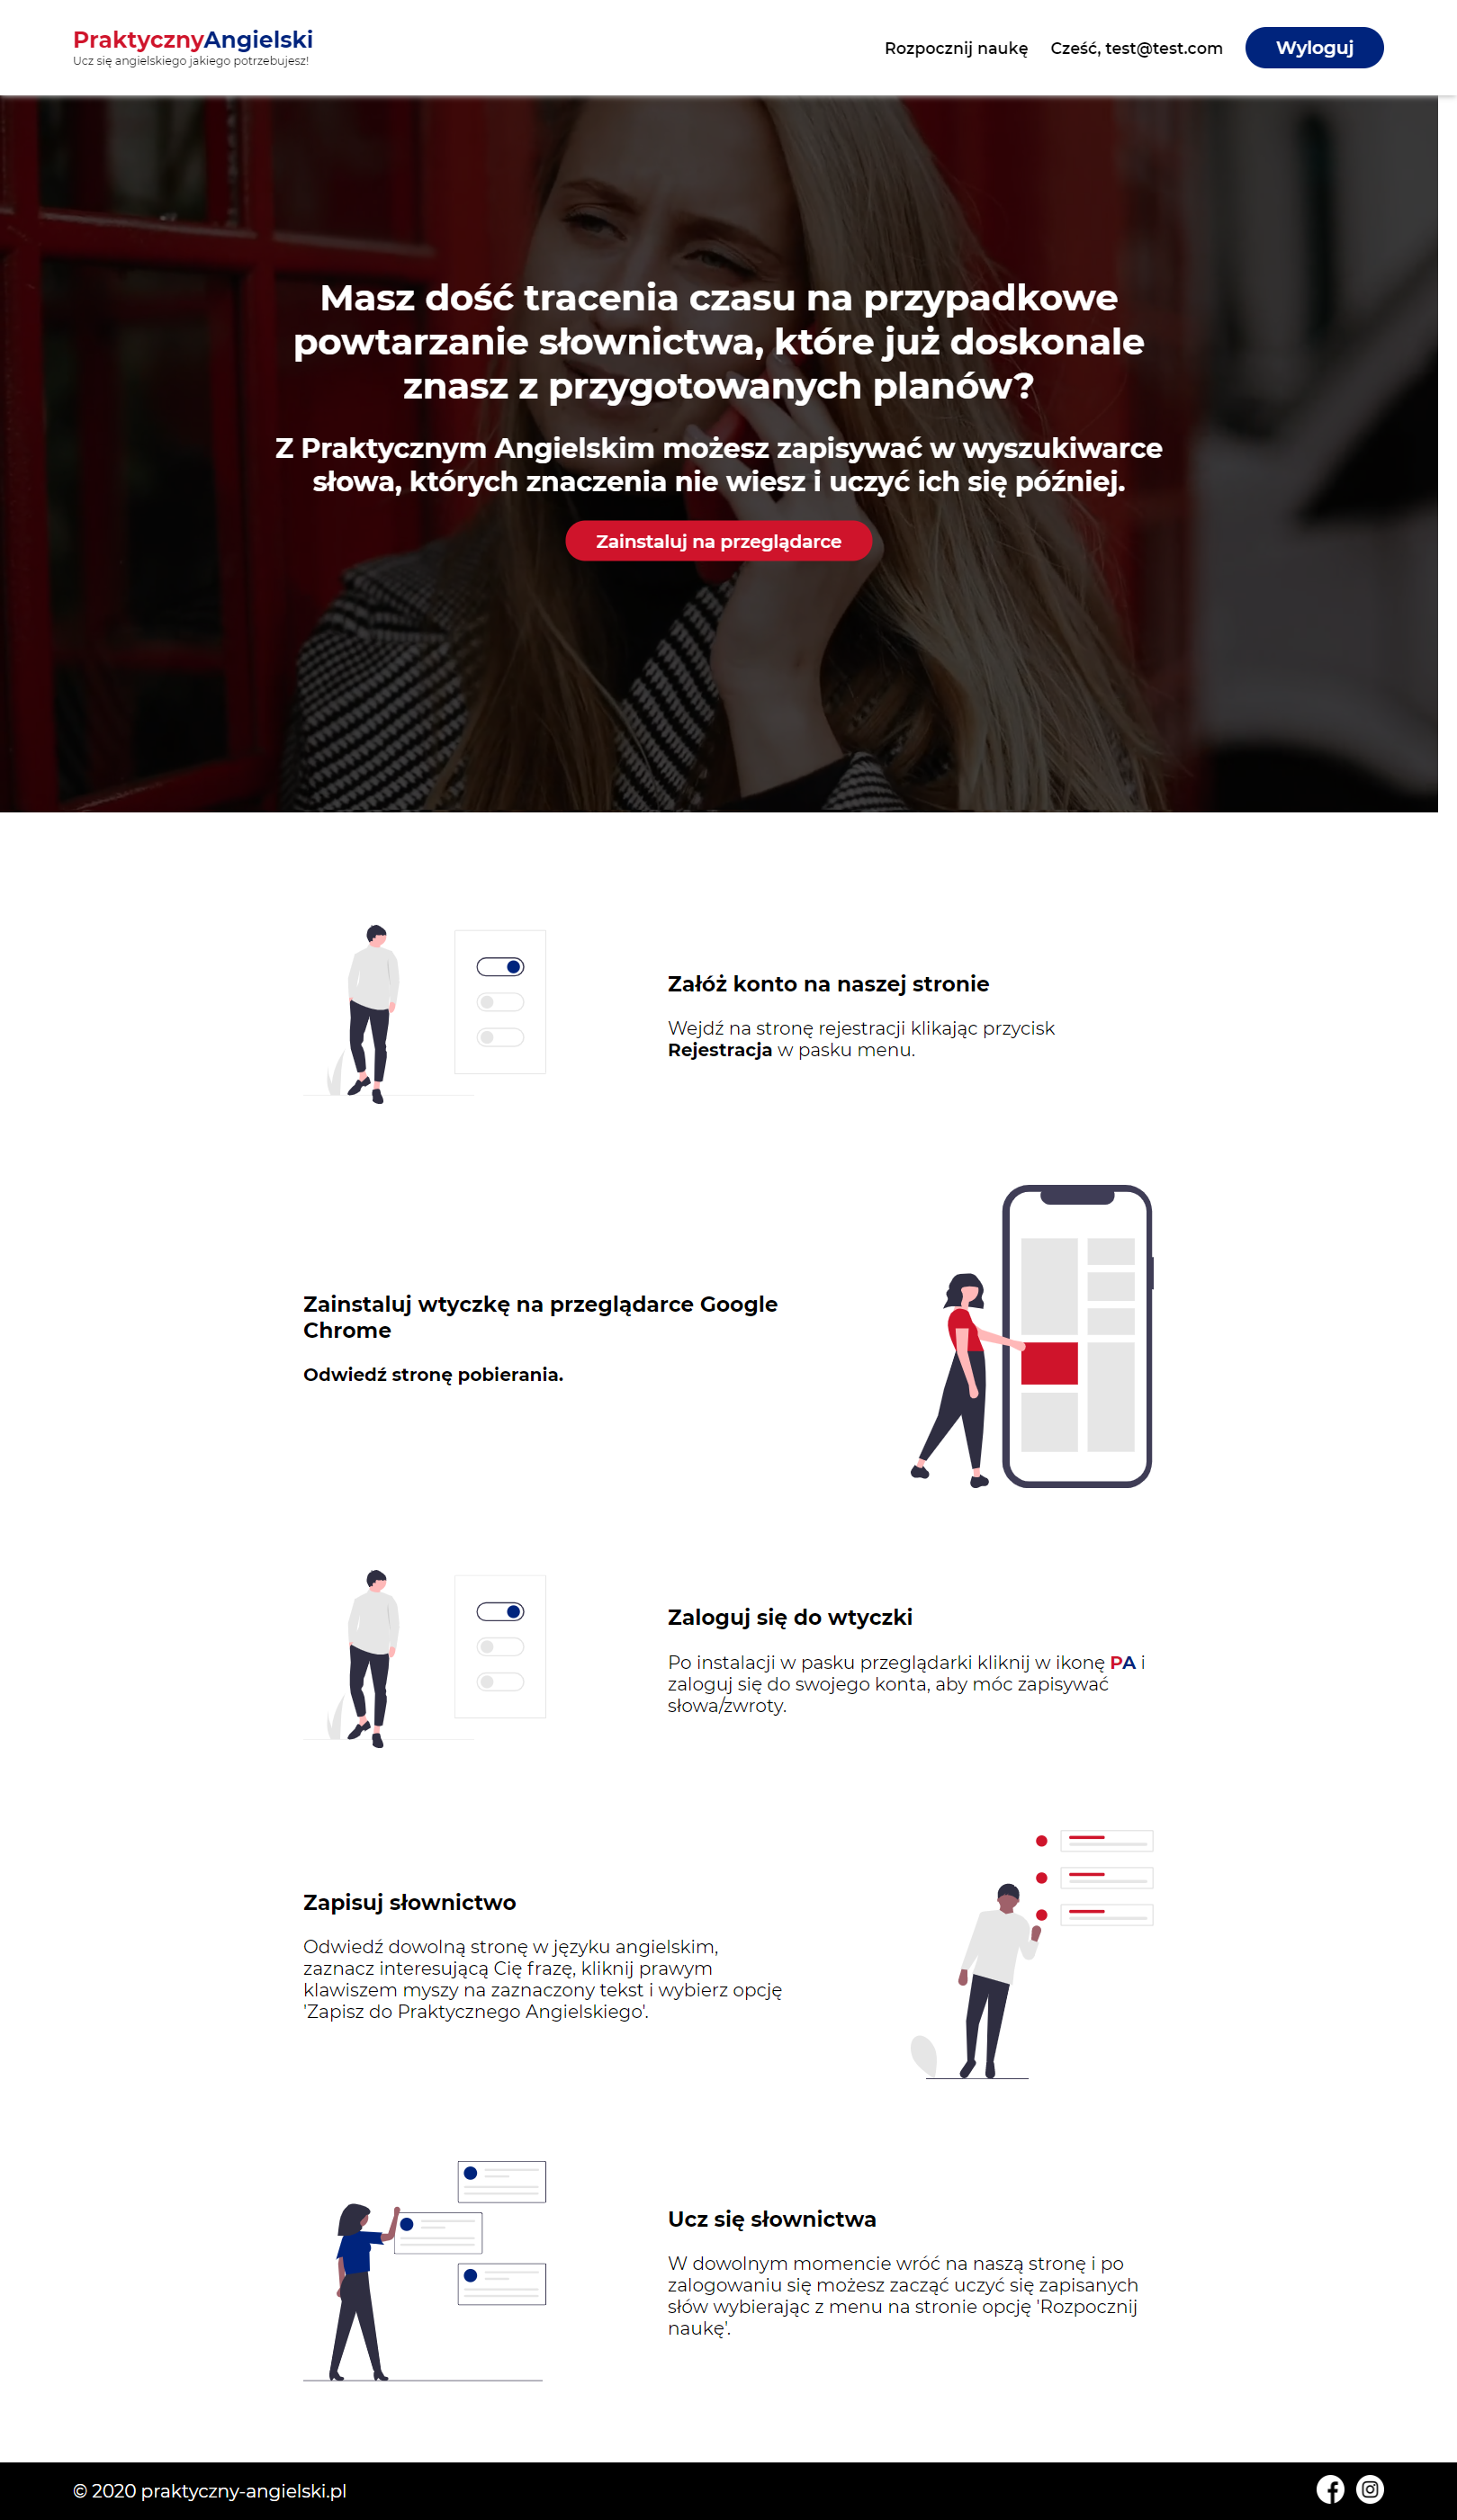 PraktycznyAngielski
Ucz się angielskiego jakiego potrzebujesz!
Rozpocznij naukę
Cześć, test@test.com
Wyloguj
Masz dość tracenia czasu na przypadkowe
powtarzanie słownictwa, które już doskonale
znasz z przygotowanych planów?
Z Praktycznym Angielskim możesz zapisywać w wyszukiwarce
słowa, których znaczenia nie wiesz i uczyć ich się później.
Zainstaluj na przeglądarce
Załóż konto na naszej stronie
Wejdź na stronę rejestracji klikając przycisk
Rejestracja w pasku menu.
Zainstaluj wtyczkę na przeglądarce Google
Chrome
Odwiedź stronę pobierania.
Zaloguj się do wtyczki
Po instalacji w pasku przeglądarki kliknij w ikonę PA i
zaloguj się do swojego konta, aby móc zapisywać
słowa/zwroty.
Zapisuj słownictwo
Odwiedź dowolną stronę w języku angielskim,
zaznacz interesującą Cię frazę, kliknij prawym
klawiszem myszy na zaznaczony tekst i wybierz opcję
'Zapisz do Praktycznego Angielskiego'.
Ucz się słownictwa
W dowolnym momencie wróć na naszą stronę i po
zalogowaniu się możesz zacząć uczyć się zapisanych
słów wybierając z menu na stronie opcję 'Rozpocznij
naukę'.
© 2020 praktyczny-angielski.pl